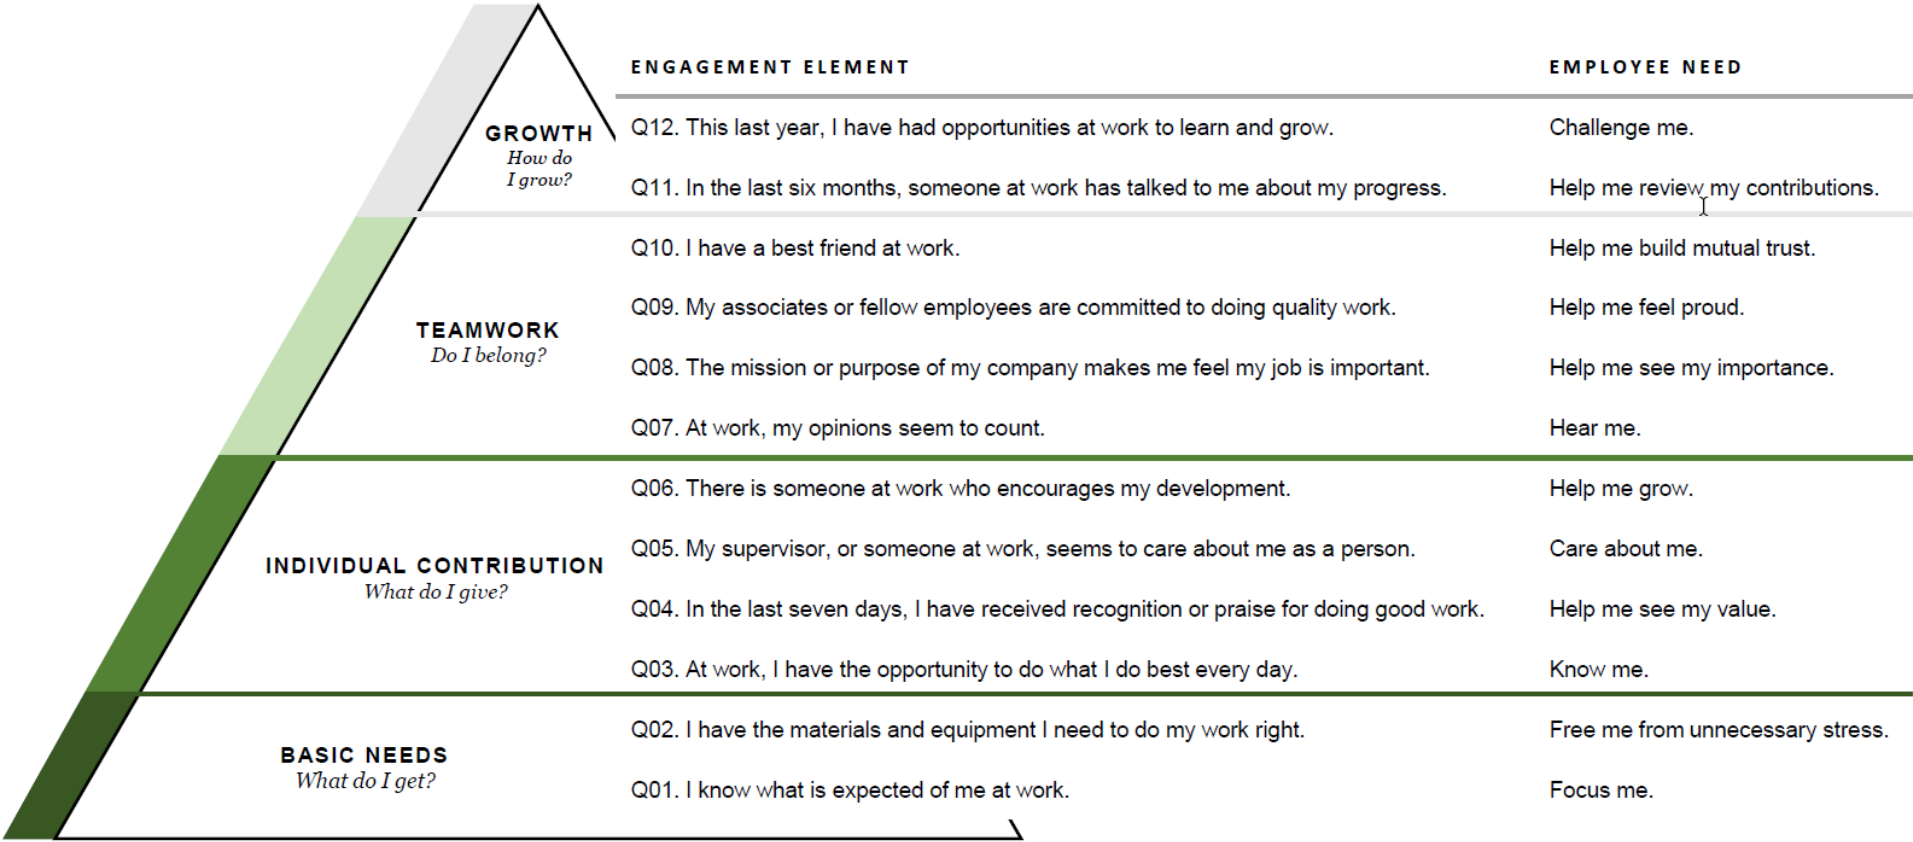 ENGAGEMENT ELEMENT EMPLOYEE NEED
GROWTH
How do
I grow?
Q12. This last year, I have had opportunities at work to learn and grow. Challenge me.
Q11. In the last six months, someone at work has talked to me about my progress. Help me review my contributions.
TEAMWORK
Do I belong?
Q10. I have a best friend at work. Help me build mutual trust.
Q09. My associates or fellow employees are committed to doing quality work. Help me feel proud.
Q08. The mission or purpose of my company makes me feel my job is important. Help me see my importance.
Q07. At work, my opinions seem to count. Hear me.
INDIVIDUAL CONTRIBUTION
What do I give?
Q06. There is someone at work who encourages my development. Help me grow.
Q05. My supervisor, or someone at work, seems to care about me as a person. Care about me.
Q04. In the last seven days, I have received recognition or praise for doing good work. Help me see my value.
Q03. At work, I have the opportunity to do what I do best every day. Know me.
BASIC NEEDS
What do I get?
Q02. I have the materials and equipment I need to do my work right. Free me from unnecessary stress.
Q01. I know what is expected of me at work. Focus me.